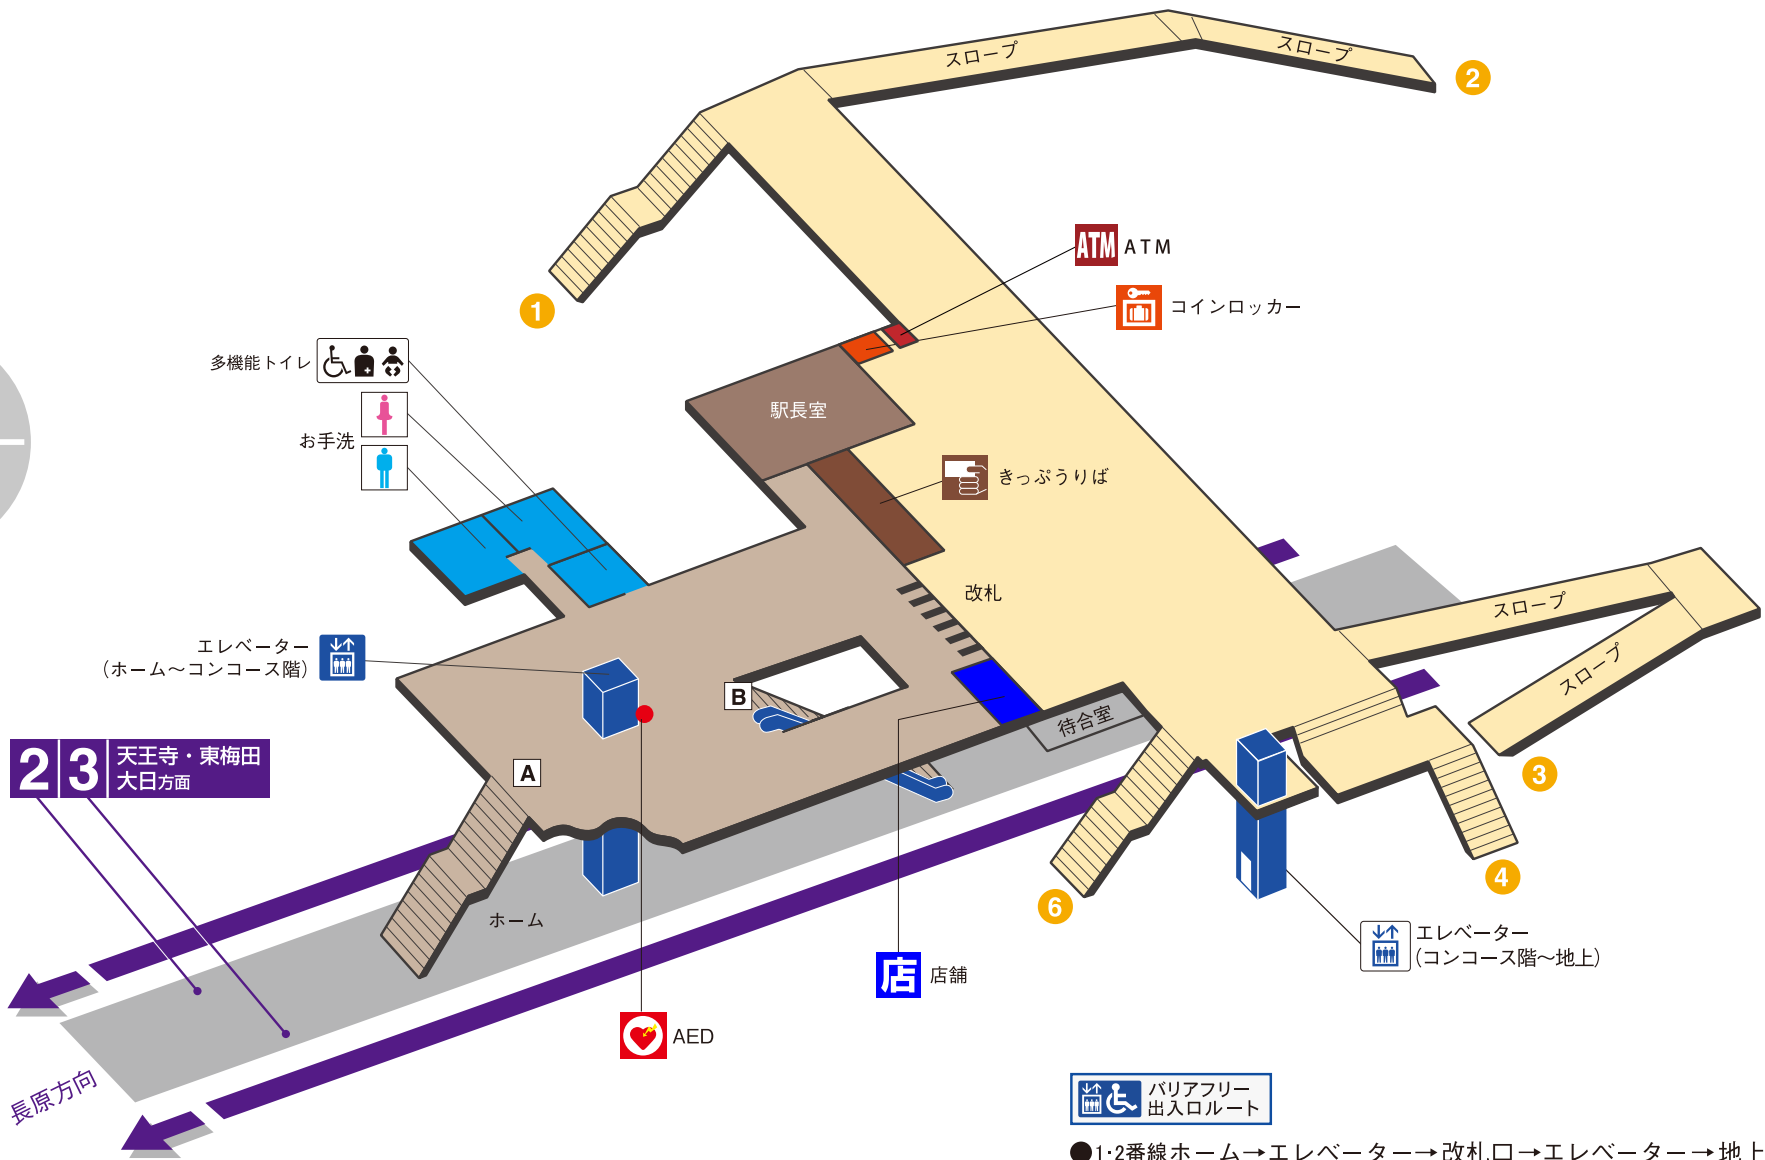 スロープ
スロープ
2
1
ATM ATM
コインロッカー
多機能トイレ
お手洗
駅長室
きっぷうりば
改札
スロープ
スロープ
エレベーター
（ホーム～コンコース階）
B
待合室
A
2 3 天王寺・東梅田
大日方面
3
4
6
ホーム
エレベーター
（コンコース階～地上）
店 店舗
AED
長原方向
バリアフリー
出入口ルート
●1・2番線ホーム→エレベーター→改札口→エレベーター→地上